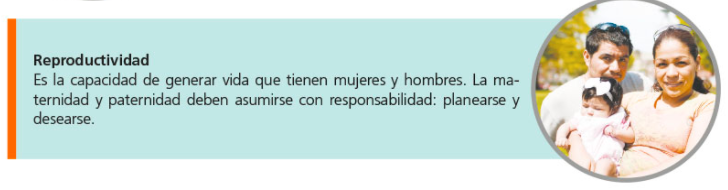 Reproductividad
Es la capacidad de generar vida que tienen mujeres y hombres. La ma-
ternidad y paternidad deben asumirse con responsabilidad: planearse y
desearse.